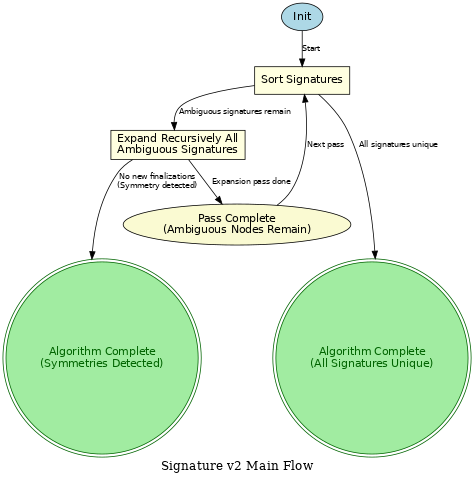 Init
Start
Sort Signatures
Ambiguous signatures remain
Expand Recursively All
Ambiguous Signatures
Next pass
All signatures unique
No new finalizations
(Symmetry detected)
Expansion pass done
Pass Complete
(Ambiguous Nodes Remain)
Algorithm Complete
(Symmetries Detected)
Algorithm Complete
(All Signatures Unique)
Signature v2 Main Flow